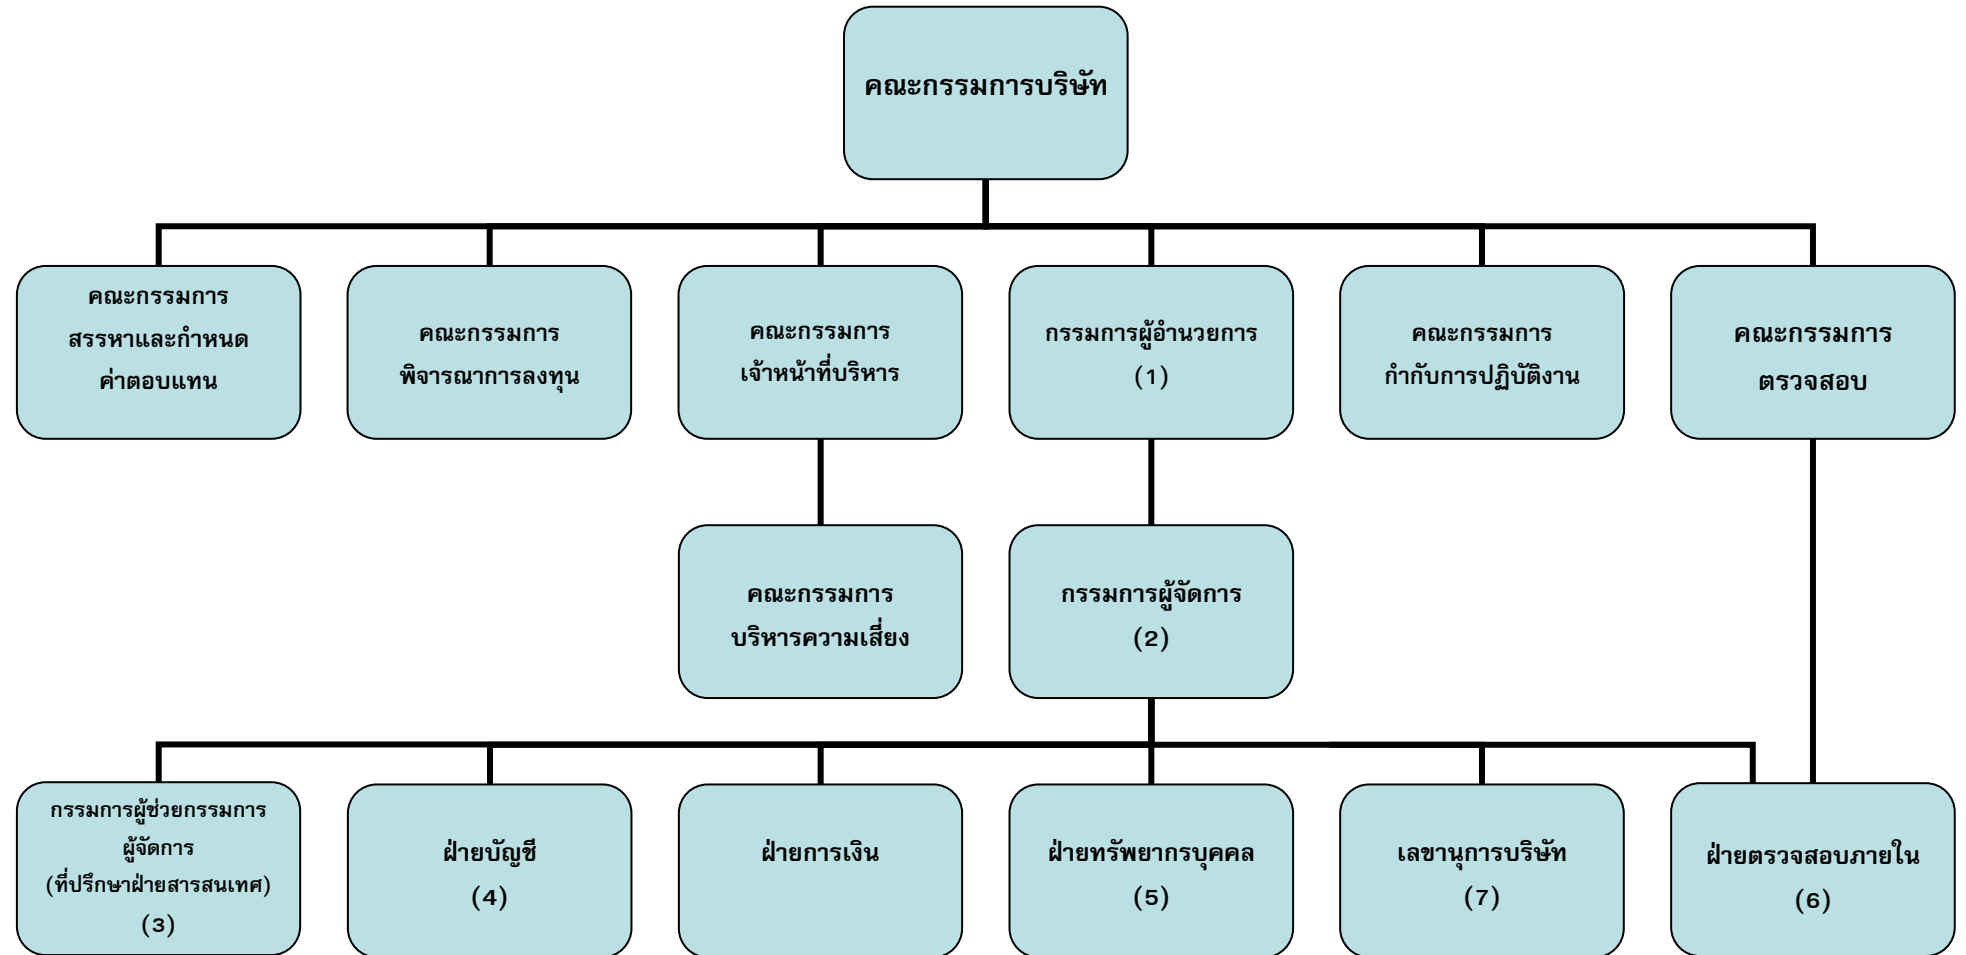 คณะกรรมการบริษัท
คณะกรรมการ
สรรหาและกำหนด
ค่าตอบแทน
คณะกรรมการ
พิจารณาการลงทุน
คณะกรรมการ
เจ้าหน้าที่บริหาร
กรรมการผู้อำนวยการ
(1)
คณะกรรมการ
กำกับการปฏิบัติงาน
คณะกรรมการ
ตรวจสอบ
คณะกรรมการ
บริหารความเสี่ยง
กรรมการผู้จัดการ
(2)
กรรมการผู้ช่วยกรรมการ
ผู้จัดการ
(ที่ปรึกษาฝ่ายสารสนเทศ)
(3)
ฝ่ายบัญชี
(4)
ฝ่ายการเงิน
ฝ่ายทรัพยากรบุคคล
(5)
เลขานุการบริษัท
(7)
ฝ่ายตรวจสอบภายใน
(6)